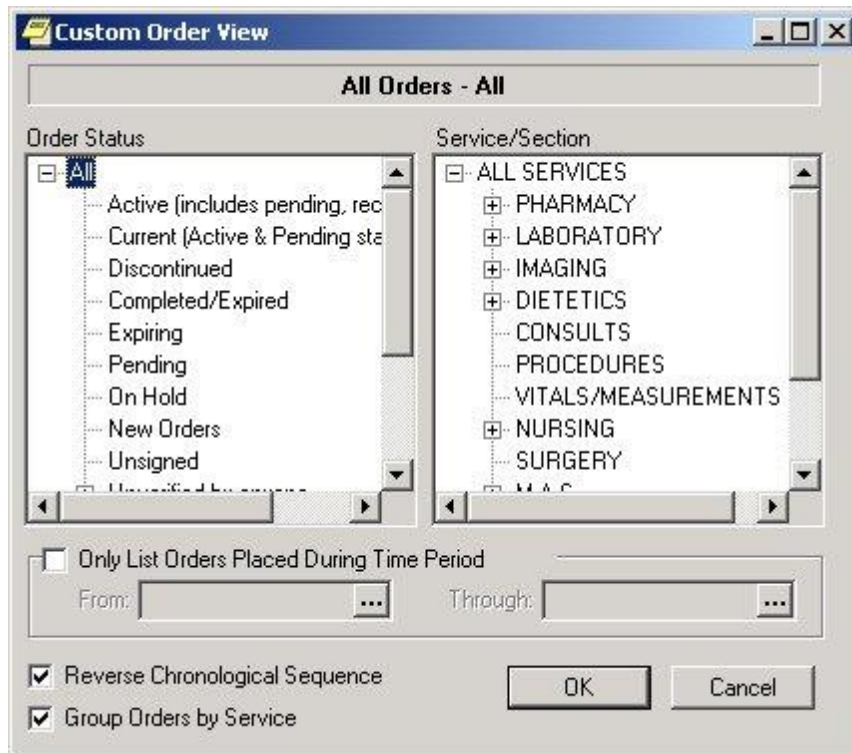 Custom Order View
All Orders - All
Order Status
All
Active (includes pending, rec
Current (Active & Pending sta
Discontinued
Completed/Expired
Expiring
Pending
On Hold
New Orders
Unsigned
Unverified by anyone
Service/Section
ALL SERVICES
PHARMACY
LABORATORY
IMAGING
DIETETICS
CONSULTS
PROCEDURES
VITALS/MEASUREMENTS
NURSING
SURGERY
M.A.S.
Only List Orders Placed During Time Period
From: ... Through: ...
Reverse Chronological Sequence
Group Orders by Service
OK Cancel